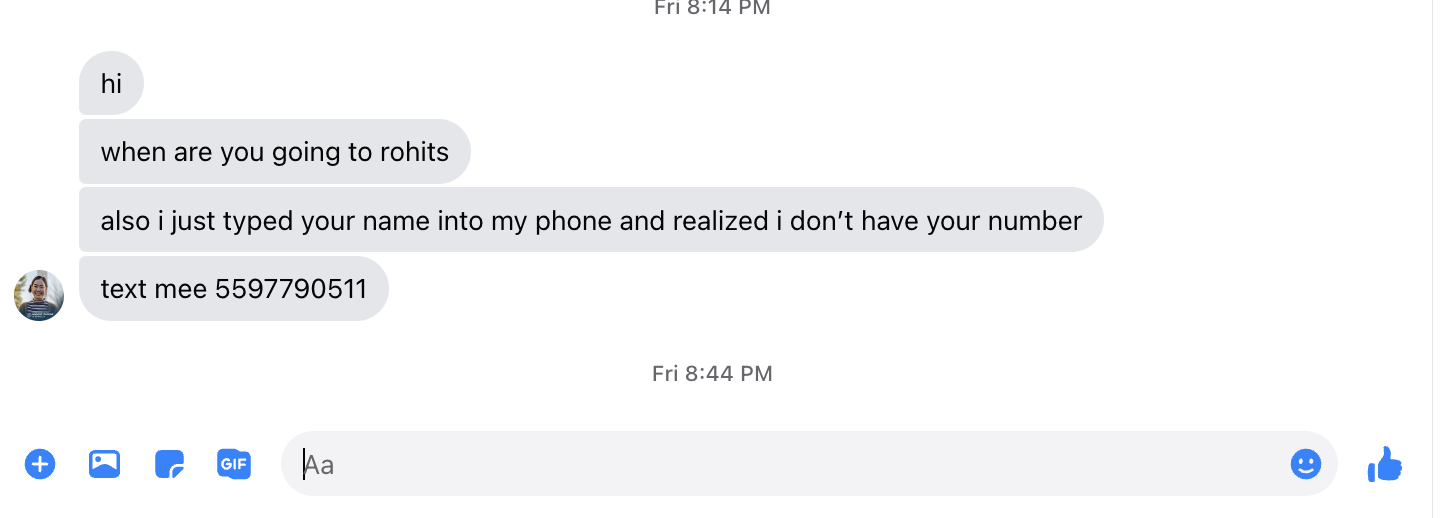 Fri 8:14 PM
hi
when are you going to rohits
also i just typed your name into my phone and realized i don’t have your number
text mee 5597790511
Fri 8:44 PM
GIF
Aa